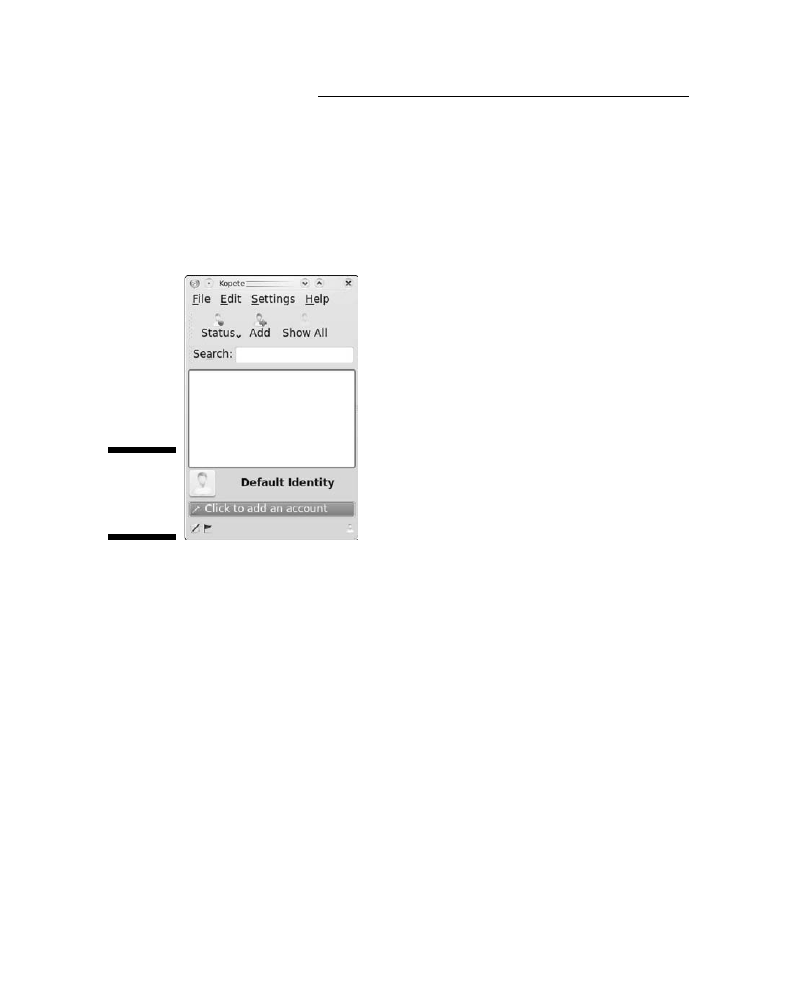 Kopete
File Edit Settings Help
Status Add Show All
Search:
Default Identity
Click to add an account